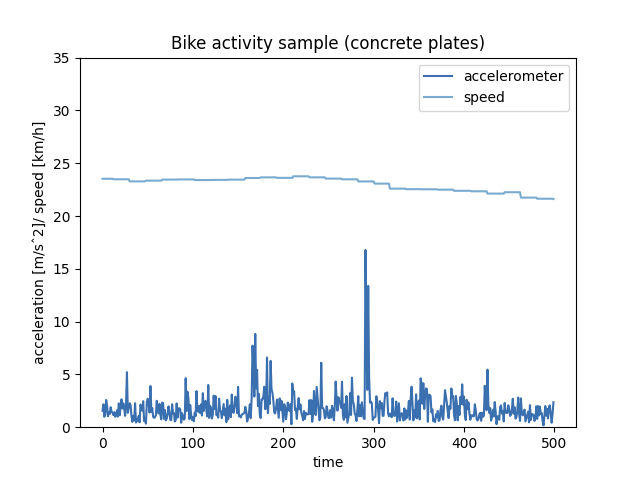 Bike activity sample (concrete plates)
35
30
25
20
15
10
5
0
acceleration [m/s^2]/ speed [km/h]
accelerometer
speed
0
100
200
300
400
500
time